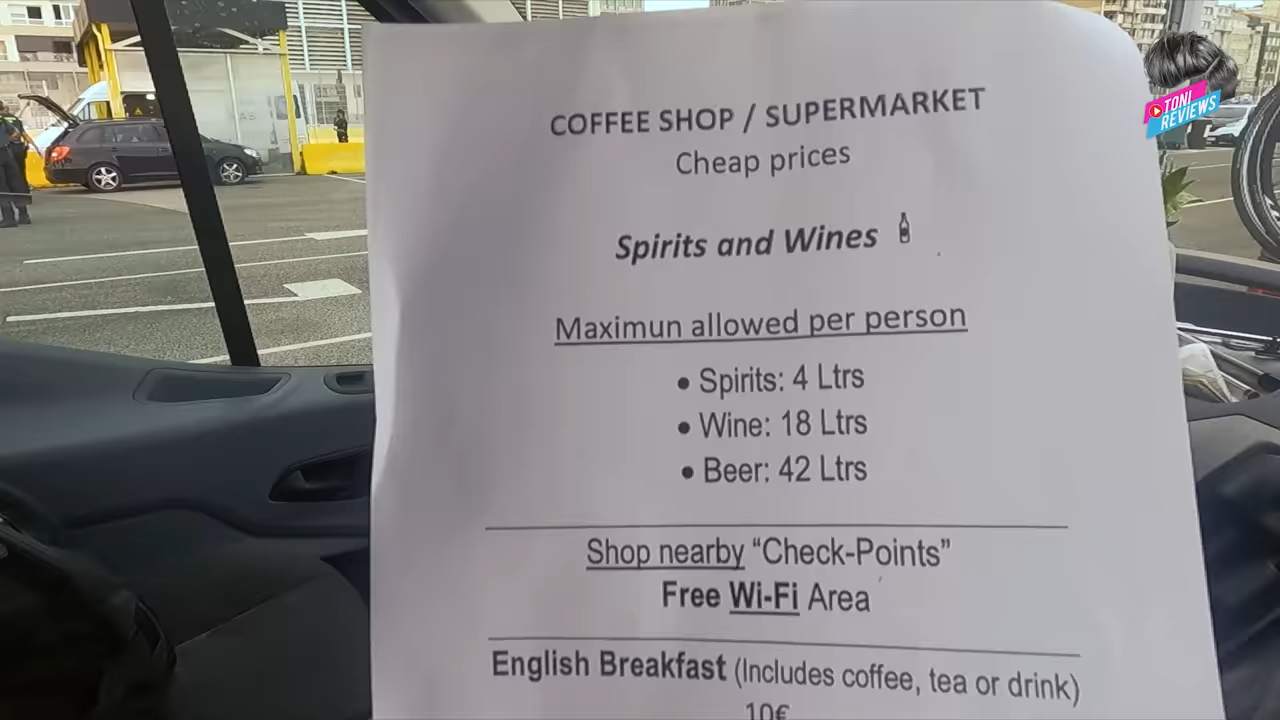 COFFEE SHOP / SUPERMARKET
Cheap prices
Spirits and Wines
Maximun allowed per person
• Spirits: 4 Ltrs
• Wine: 18 Ltrs
• Beer: 42 Ltrs
Shop nearby “Check-Points”
Free Wi-Fi Area
English Breakfast (Includes coffee, tea or drink)
10€
TONI
REVIEWS